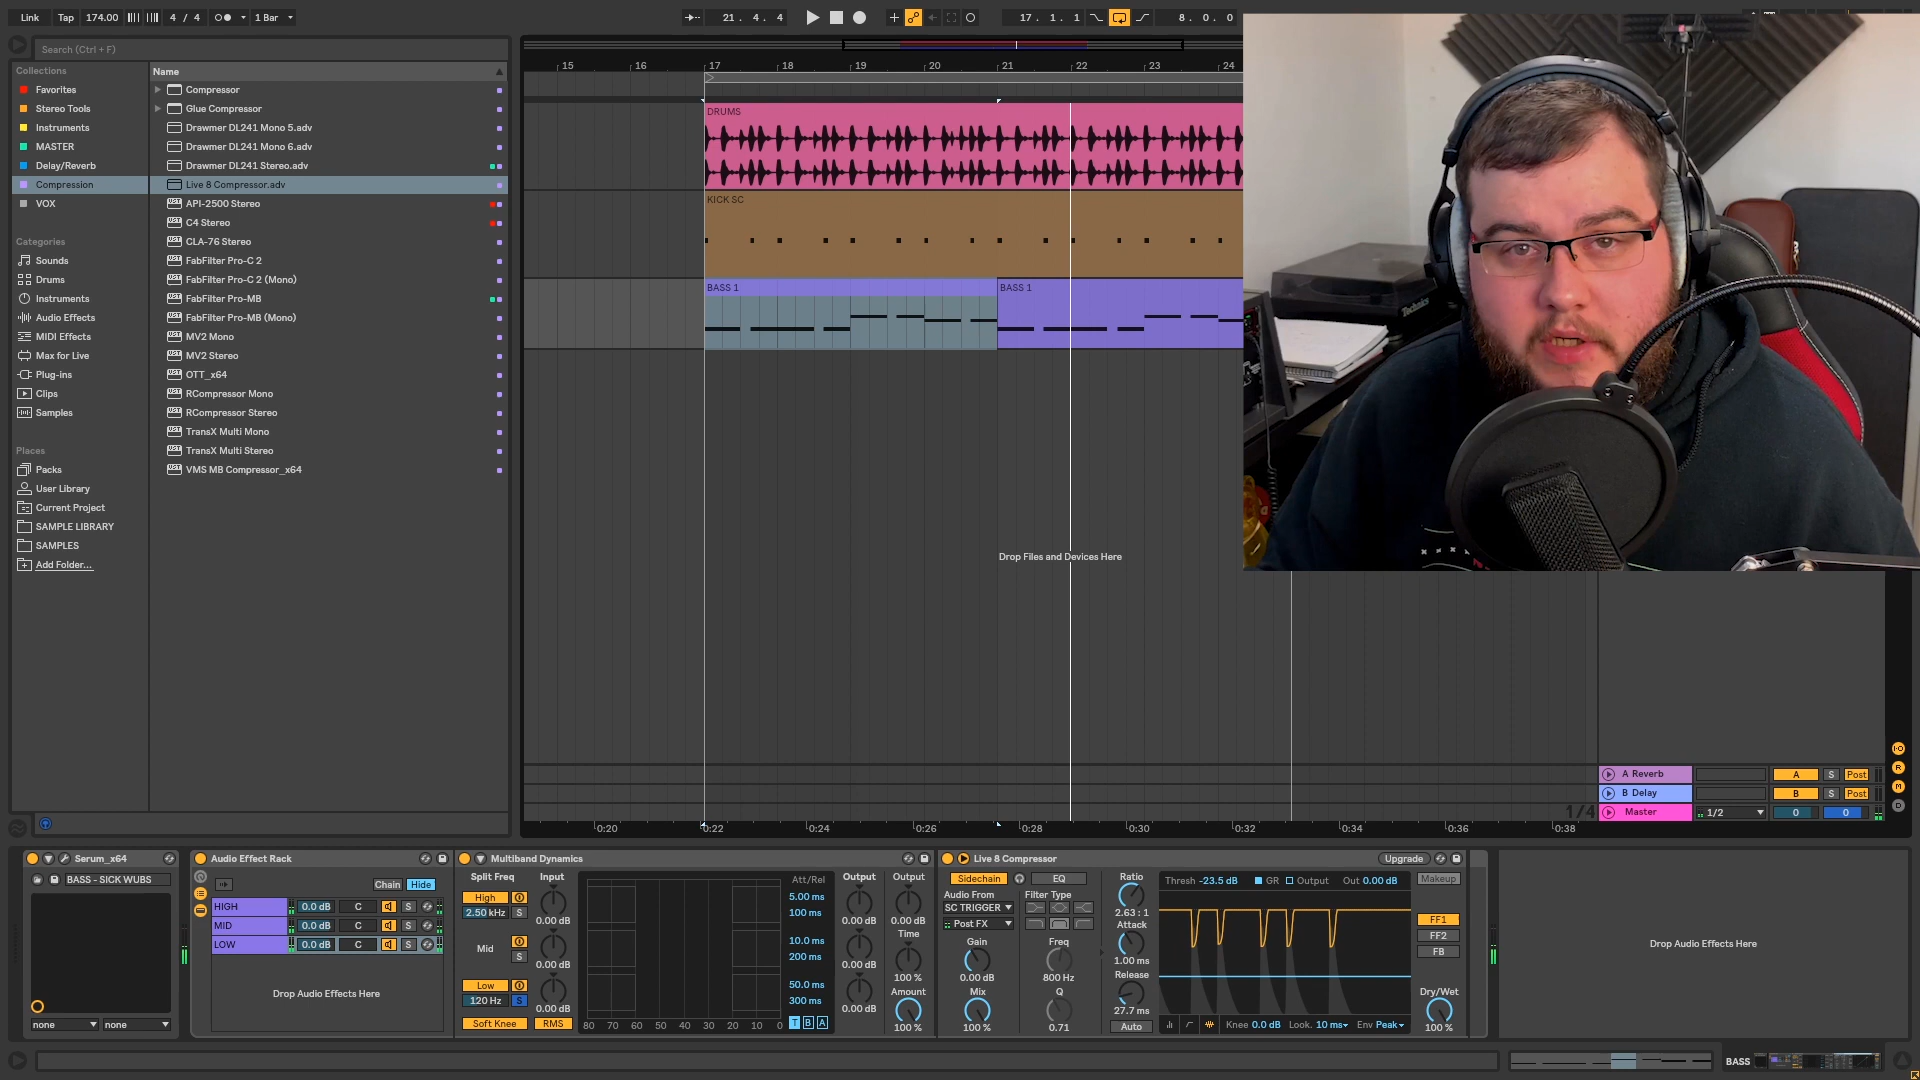 Link Tap 174.00 4 / 4 1 Bar
21. 4. 4
17. 1. 1
8. 0. 0
Search (Ctrl + F)
Collections
Favorites
Stereo Tools
Instruments
MASTER
Delay/Reverb
Compression
VOX
Categories
Sounds
Drums
Instruments
Audio Effects
MIDI Effects
Max for Live
Plug-ins
Clips
Samples
Places
Packs
User Library
Current Project
SAMPLE LIBRARY
SAMPLES
Add Folder...
Name
Compressor
Glue Compressor
Drawmer DL241 Mono 5.adv
Drawmer DL241 Mono 6.adv
Drawmer DL241 Stereo.adv
Live 8 Compressor.adv
API-2500 Stereo
C4 Stereo
CLA-76 Stereo
FabFilter Pro-C 2
FabFilter Pro-C 2 (Mono)
FabFilter Pro-MB
FabFilter Pro-MB (Mono)
MV2 Mono
MV2 Stereo
OTT_x64
RCompressor Mono
RCompressor Stereo
TransX Multi Mono
TransX Multi Stereo
VMS MB Compressor_x64
15 16 17 18 19 20 21 22 23 24
DRUMS
KICK SC
BASS 1 BASS 1
Technics
Drop Files and Devices Here
A Reverb A S Post
B Delay B S Post
1/4
Master 1/2 0 0
0:20 0:22 0:24 0:26 0:28 0:30 0:32 0:34 0:36 0:38
Serum_x64
BASS - SICK WUBS
none none
Audio Effect Rack
Chain Hide
HIGH 0.0 dB C S
MID 0.0 dB C S
LOW 0.0 dB C S
Drop Audio Effects Here
Multiband Dynamics
Split Freq Input Att/Rel Output Output
High
2.50 kHz S 0.00 dB
5.00 ms
100 ms
0.00 dB 0.00 dB
Time
Mid
S 0.00 dB
10.0 ms
200 ms
0.00 dB 100 %
Low
120 Hz S 0.00 dB
50.0 ms
300 ms
0.00 dB
Amount
100 %
Soft Knee RMS
80 70 60 50 40 30 20 10 0
T B A
Live 8 Compressor Upgrade
Sidechain EQ
Audio From Filter Type
SC TRIGGER
Post FX
Gain Freq
0.00 dB 800 Hz
Mix Q
100 % 0.71
Ratio
2.63 : 1
Attack
1.00 ms
Release
27.7 ms
Auto
Thresh -23.5 dB GR Output Out 0.00 dB
Makeup
FF1
FF2
FB
Dry/Wet
100 %
Knee 0.0 dB Look. 10 ms Env Peak
Drop Audio Effects Here
BASS